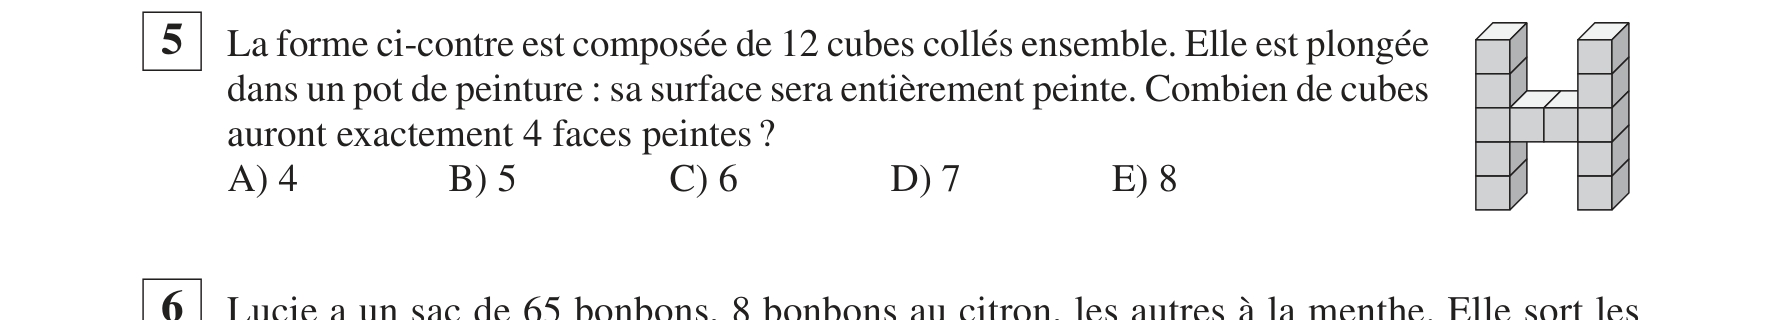 5 La forme ci-contre est composée de 12 cubes collés ensemble. Elle est plongée
dans un pot de peinture : sa surface sera entièrement peinte. Combien de cubes
auront exactement 4 faces peintes ?
A) 4 B) 5 C) 6 D) 7 E) 8
6 Lucie a un sac de 65 bonbons, 8 bonbons au citron, les autres à la menthe. Elle sort les